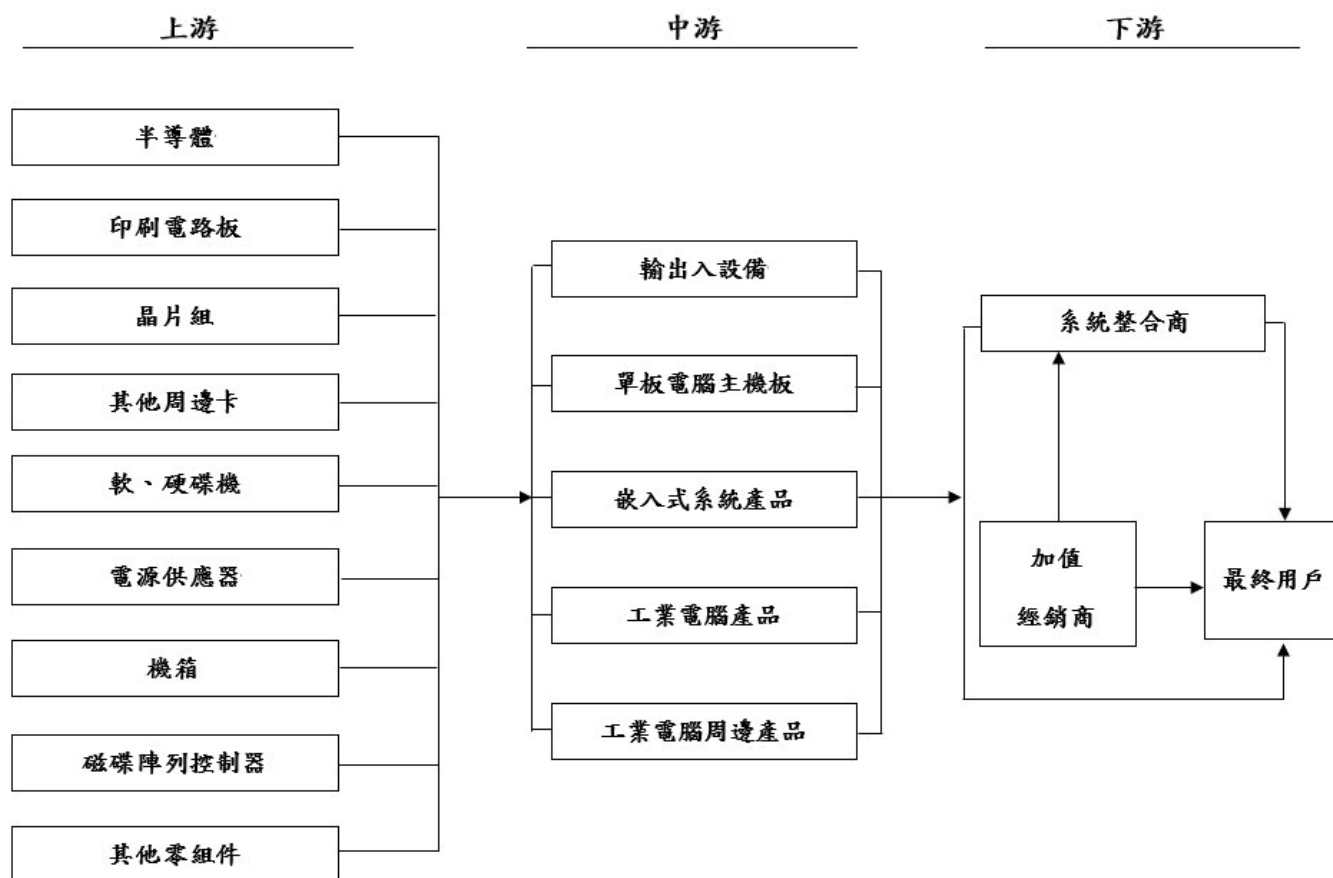 上游
中游
下游
半導體
印刷電路板
晶片組
其他周邊卡
軟、硬碟機
電源供應器
機箱
磁碟陣列控制器
其他零組件
輸出入設備
單板電腦主機板
嵌入式系統產品
工業電腦產品
工業電腦周邊產品
系統整合商
加值
經銷商
最終用戶